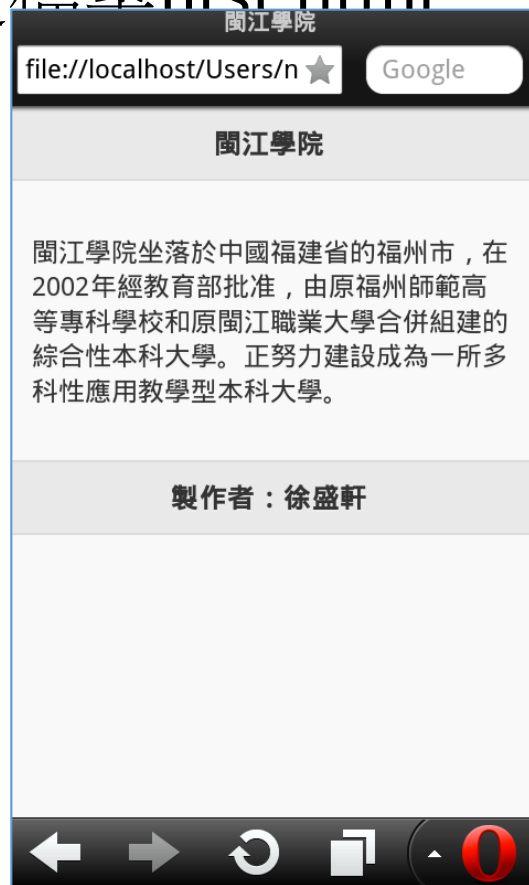 閩江學院
file://localhost/Users/n
Google
閩江學院
閩江學院坐落於中國福建省的福州市，在
2002年經教育部批准，由原福州師範高
等專科學校和原閩江職業大學合併組建的
綜合性本科大學。正努力建設成為一所多
科性應用教學型本科大學。
製作者：徐盛軒